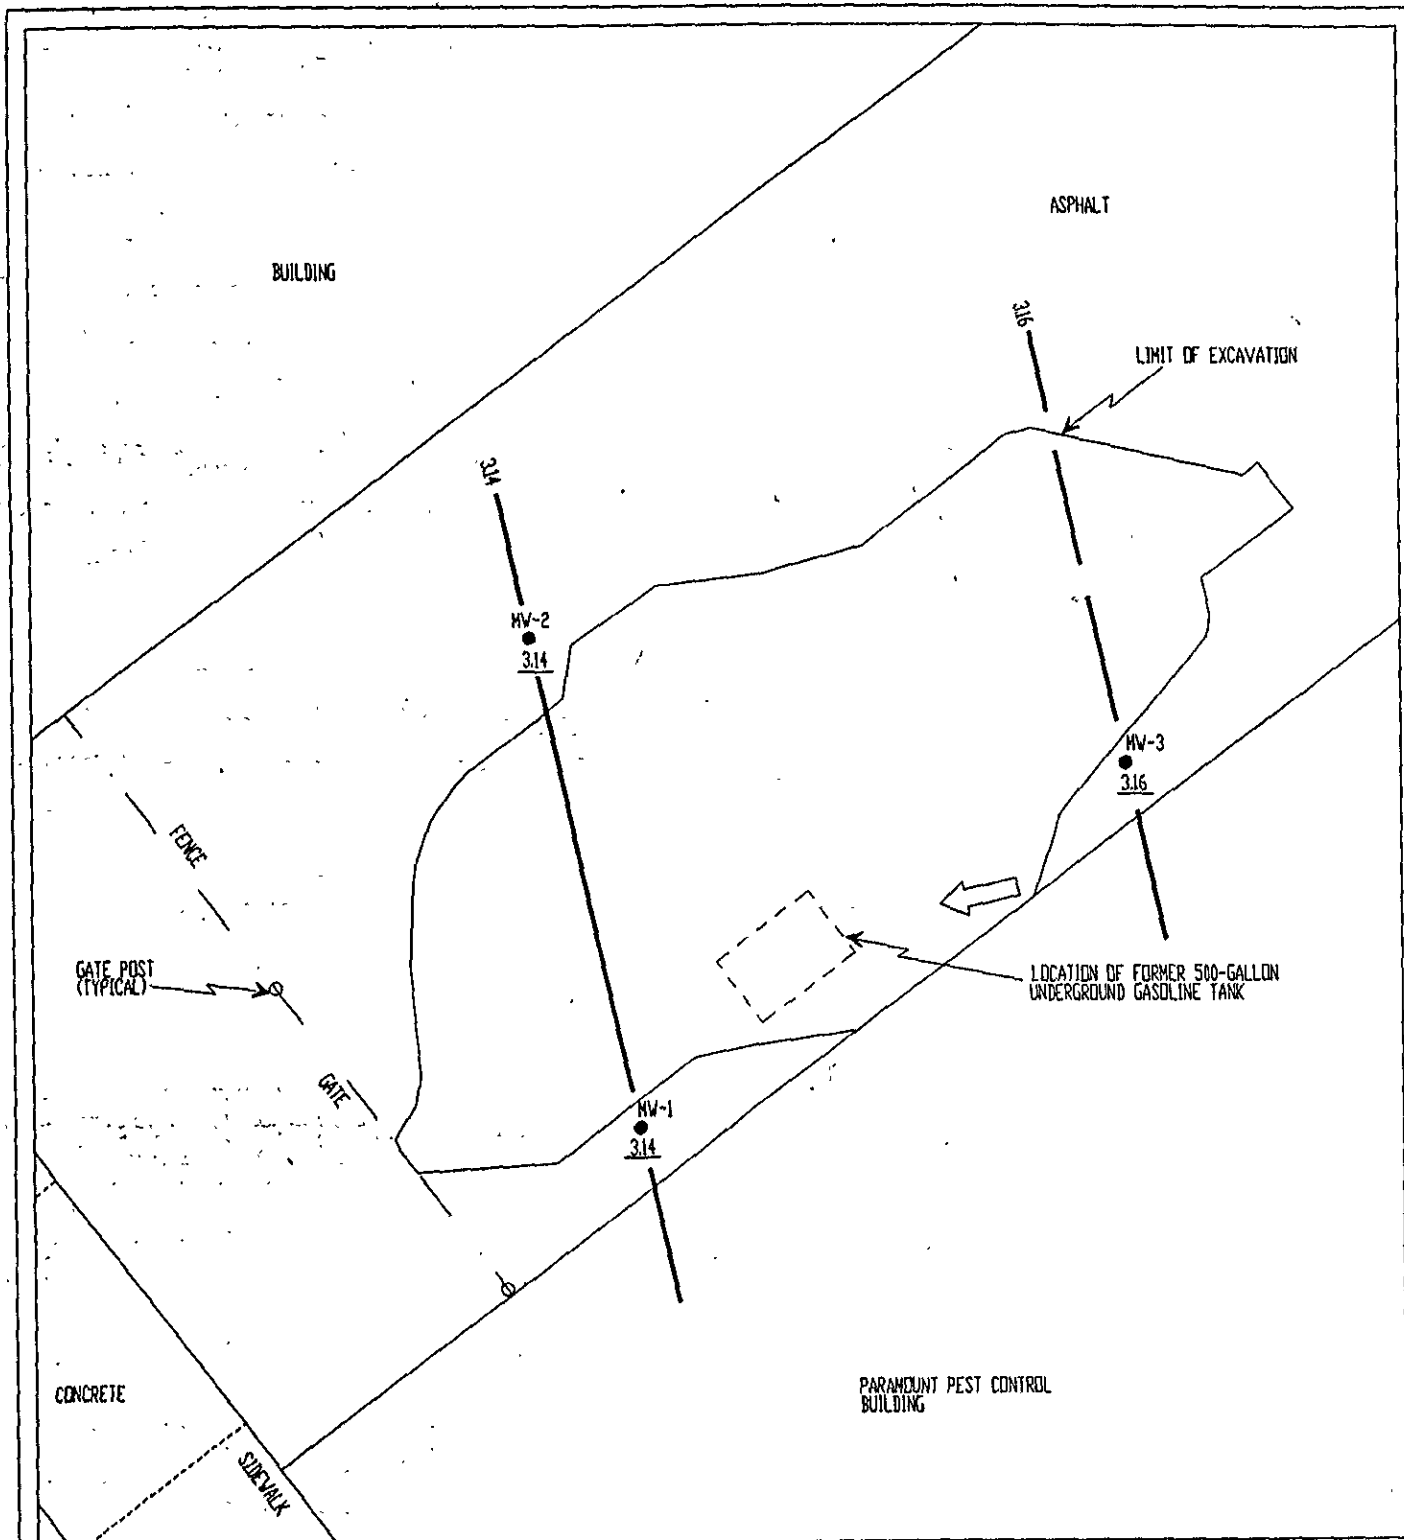 ASPHALT
BUILDING
3.16
LIMIT OF EXCAVATION
3.14
MW-2
3.14
MW-3
3.16
FENCE
GATE POST
(TYPICAL)
LOCATION OF FORMER 500-GALLON
UNDERGROUND GASOLINE TANK
GATE
MW-1
3.14
PARAMOUNT PEST CONTROL
BUILDING
CONCRETE
SIDEWALK